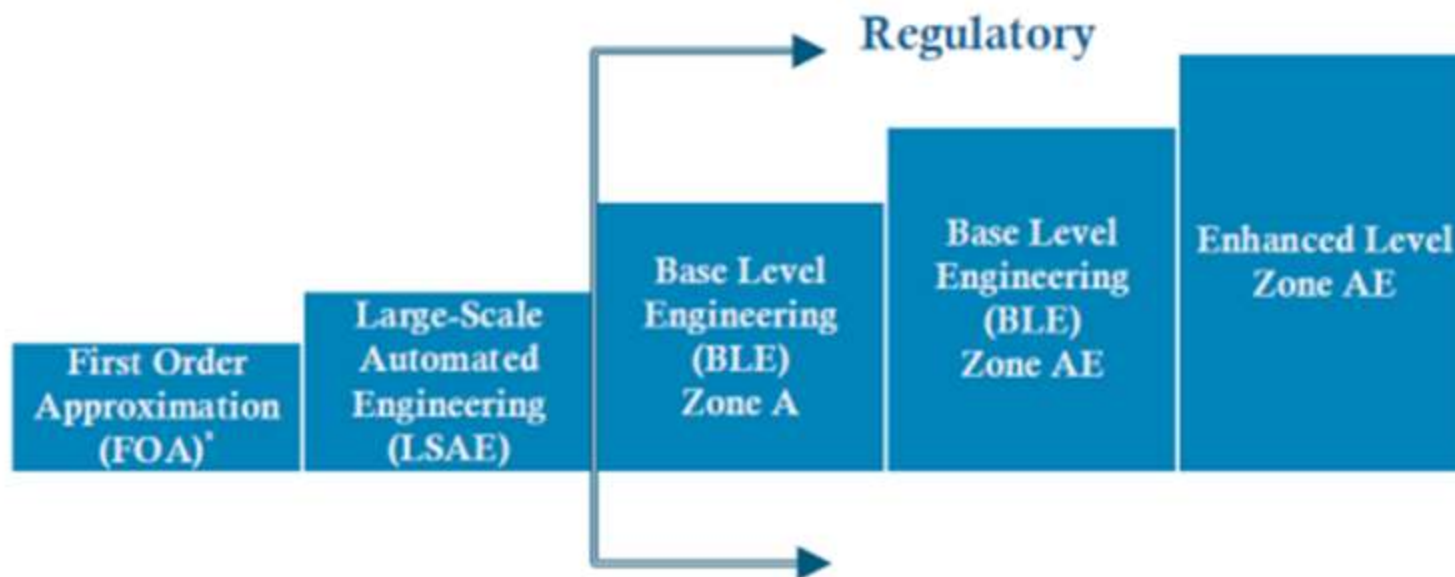 Regulatory
First Order
Approximation
(FOA)*
Large-Scale
Automated
Engineering
(LSAE)
Base Level
Engineering
(BLE)
Zone A
Base Level
Engineering
(BLE)
Zone AE
Enhanced Level
Zone AE